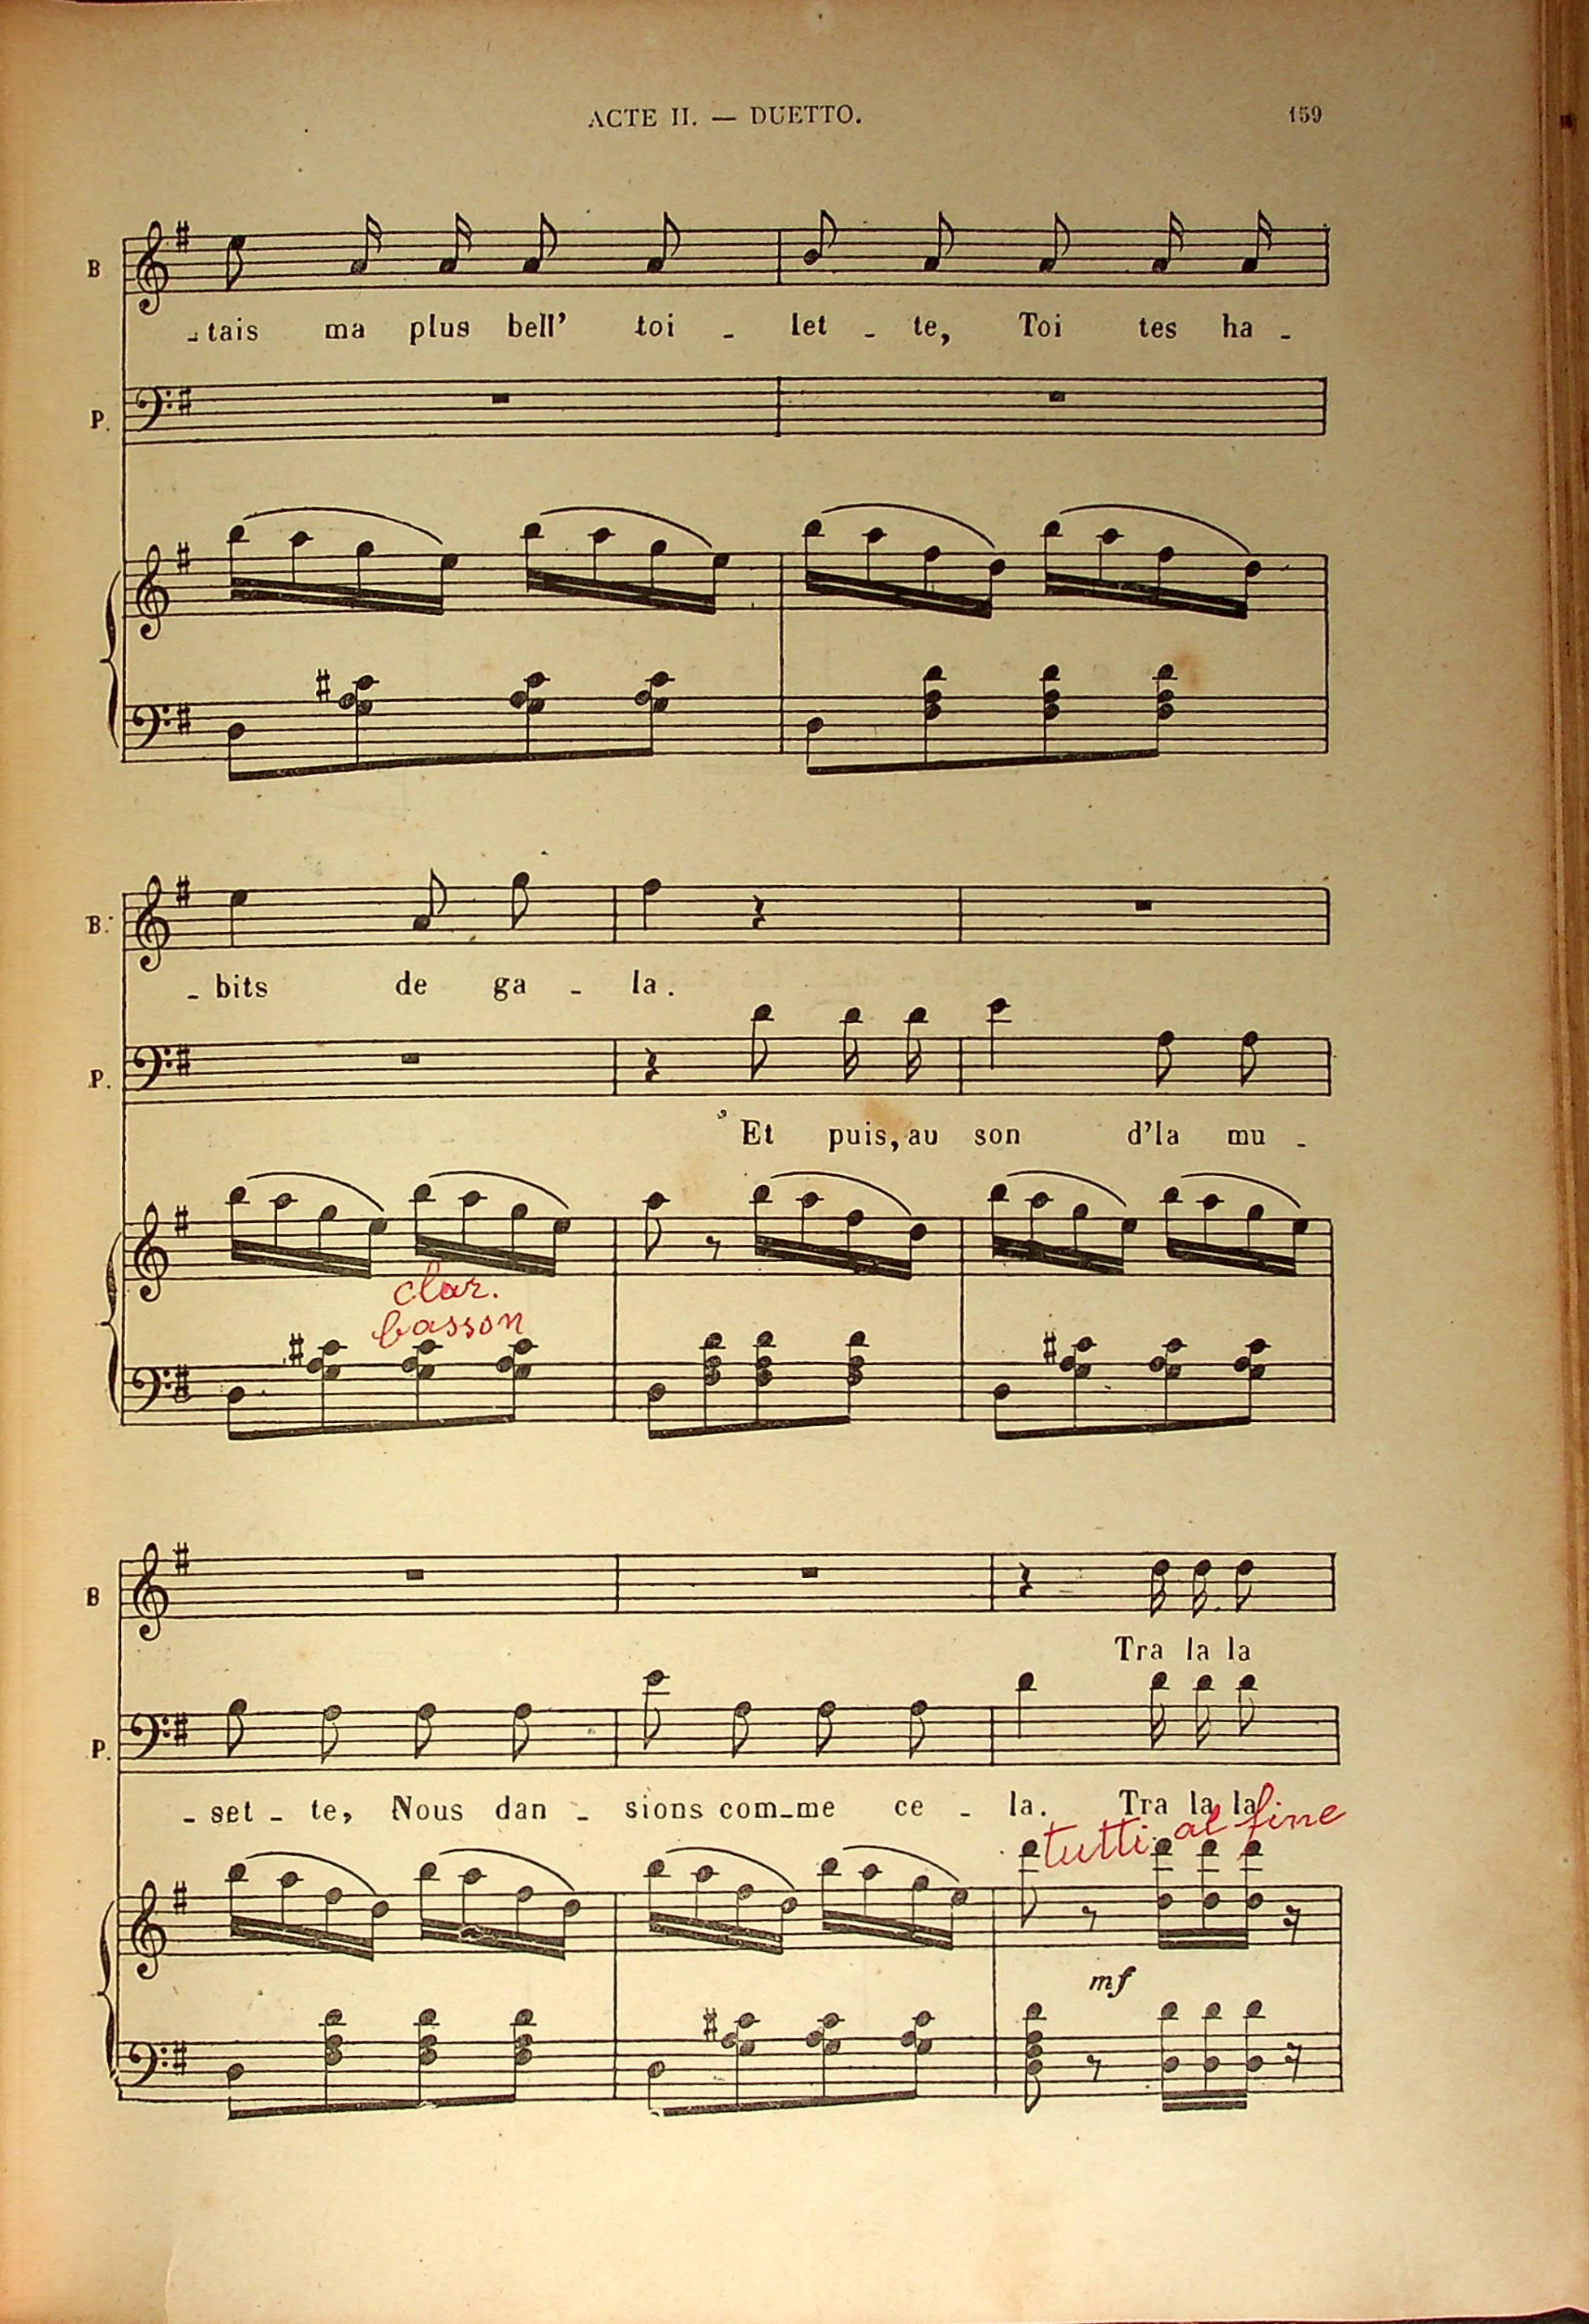 ACTE II. — DUETTO. 159
B
- tais ma plus bell' toi - let - te, Toi tes ha -
P.
B.
- bits de ga - la.
P.
Et puis, au son d'la mu -
clar.
basson
B
Tra la la
P.
- set - te, Nous dan - sions com-me ce - la. Tra la la
tutti al fine
mf